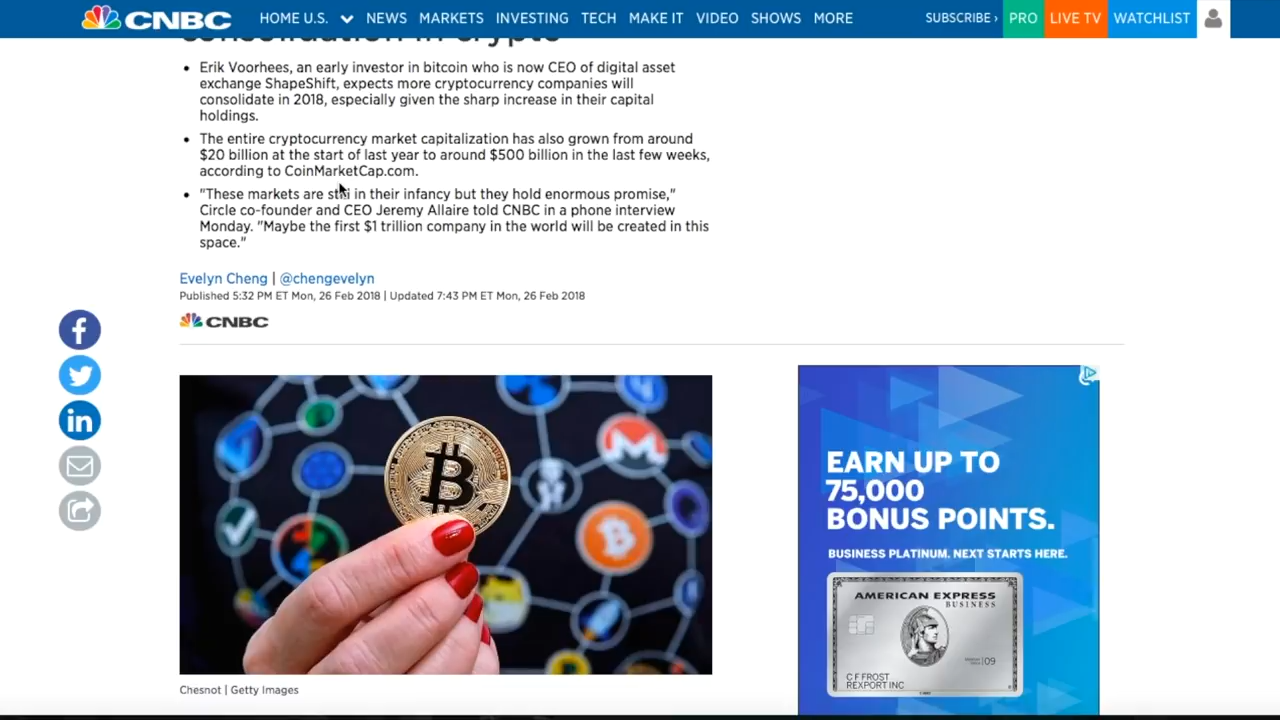 CNBC
HOME U.S.
NEWS
MARKETS
INVESTING
TECH
MAKE IT
VIDEO
SHOWS
MORE
SUBSCRIBE ›
PRO
LIVE TV
WATCHLIST
consolidation in crypto
Erik Voorhees, an early investor in bitcoin who is now CEO of digital asset
exchange ShapeShift, expects more cryptocurrency companies will
consolidate in 2018, especially given the sharp increase in their capital
holdings.
The entire cryptocurrency market capitalization has also grown from around
$20 billion at the start of last year to around $500 billion in the last few weeks,
according to CoinMarketCap.com.
"These markets are still in their infancy but they hold enormous promise,"
Circle co-founder and CEO Jeremy Allaire told CNBC in a phone interview
Monday. "Maybe the first $1 trillion company in the world will be created in this
space."
Evelyn Cheng | @chengevelyn
Published 5:32 PM ET Mon, 26 Feb 2018 | Updated 7:43 PM ET Mon, 26 Feb 2018
CNBC
Chesnot | Getty Images
EARN UP TO
75,000
BONUS POINTS.
BUSINESS PLATINUM. NEXT STARTS HERE.
AMERICAN EXPRESS
BUSINESS
09
C F FROST
REXPORT INC